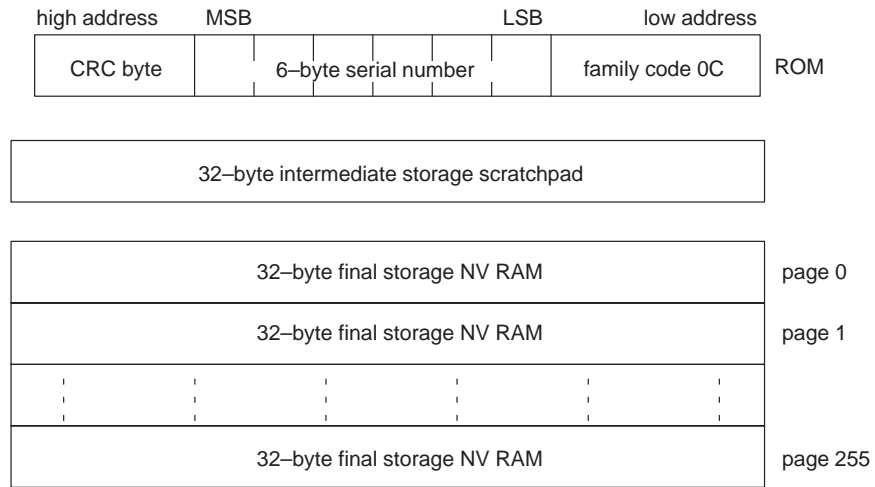 high address MSB LSB low address
CRC byte 6–byte serial number family code 0C ROM
32–byte intermediate storage scratchpad
32–byte final storage NV RAM page 0
32–byte final storage NV RAM page 1
32–byte final storage NV RAM page 255